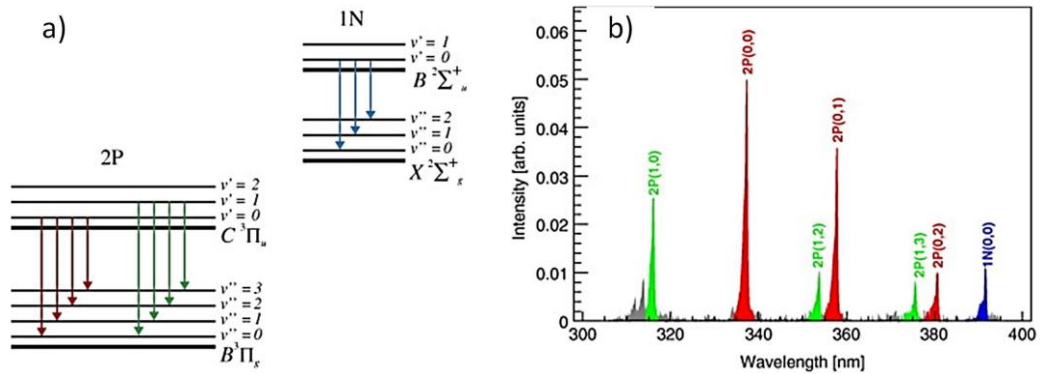 a)
1N
v' = 1
v' = 0
B ²Σ⁺ᵤ
v'' = 2
v'' = 1
v'' = 0
X ²Σ⁺g
2P
v' = 2
v' = 1
v' = 0
C ³Πᵤ
v'' = 3
v'' = 2
v'' = 1
v'' = 0
B ³Πg
b)
Intensity [arb. units]
0.06
0.05
0.04
0.03
0.02
0.01
0
2P(1,0)
2P(0,0)
2P(1,2)
2P(0,1)
2P(1,3)
2P(0,2)
1N(0,0)
300 320 340 360 380 400
Wavelength [nm]